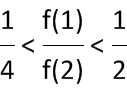 1/4 < f(1)/f(2) < 1/2